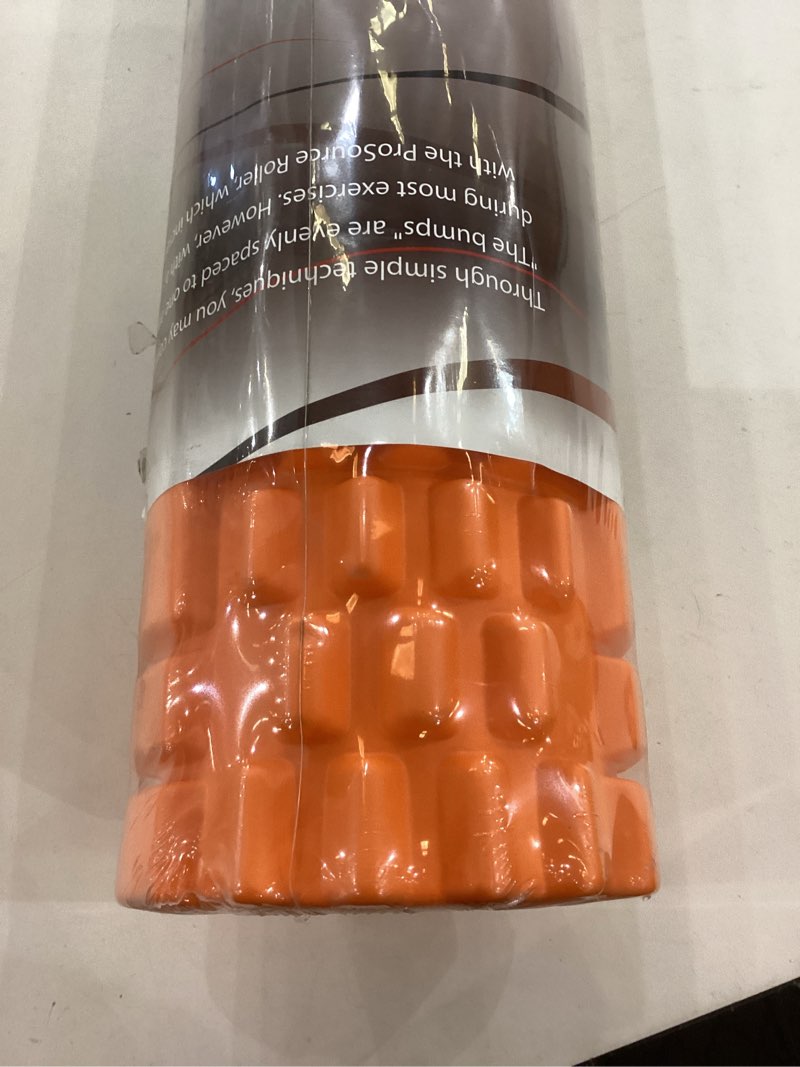 Through simple techniques, you may
"The bumps" are evenly spaced to
during most exercises. However, with
with the ProSource Roller, which